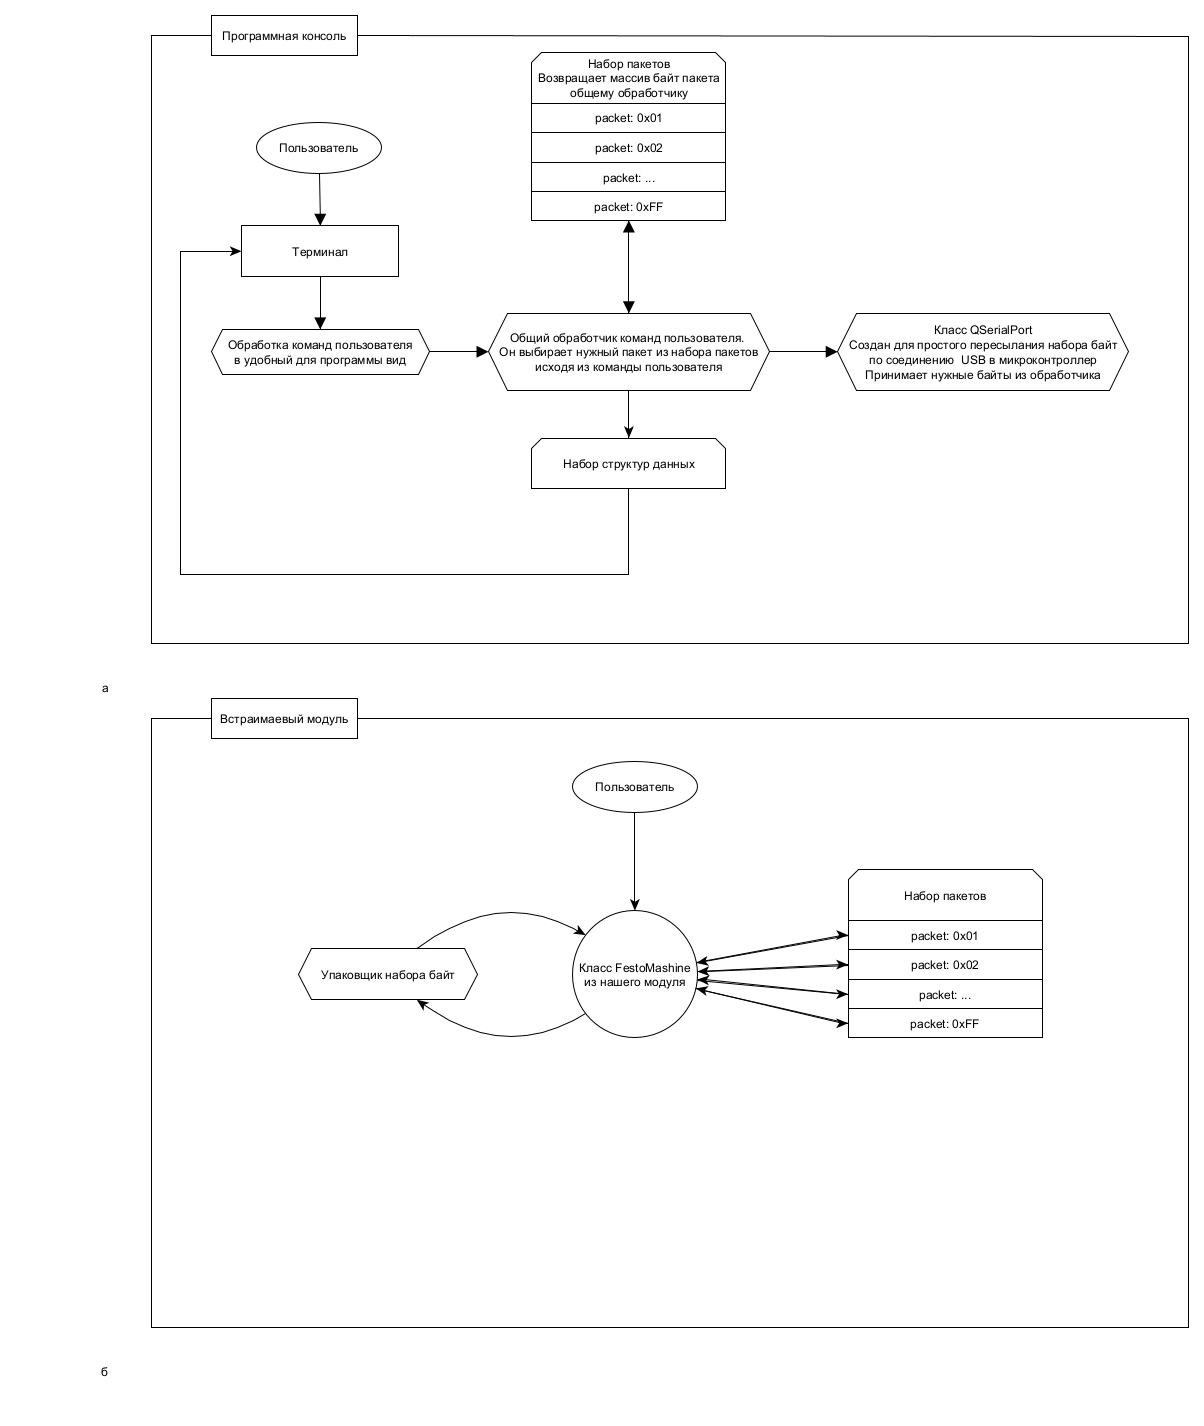 Программная консоль
Набор пакетов
Возвращает массив байт пакета
общему обработчику
packet: 0x01
packet: 0x02
packet: ...
packet: 0xFF
Пользователь
Терминал
Обработка команд пользователя
в удобный для программы вид
Общий обработчик команд пользователя.
Он выбирает нужный пакет из набора пакетов
исходя из команды пользователя
Класс QSerialPort
Создан для простого пересылания набора байт
по соединению USB в микроконтроллер
Принимает нужные байты из обработчика
Набор структур данных
а
Встраимаевый модуль
Пользователь
Упаковщик набора байт
Класс FestoMashine
из нашего модуля
Набор пакетов
packet: 0x01
packet: 0x02
packet: ...
packet: 0xFF
б